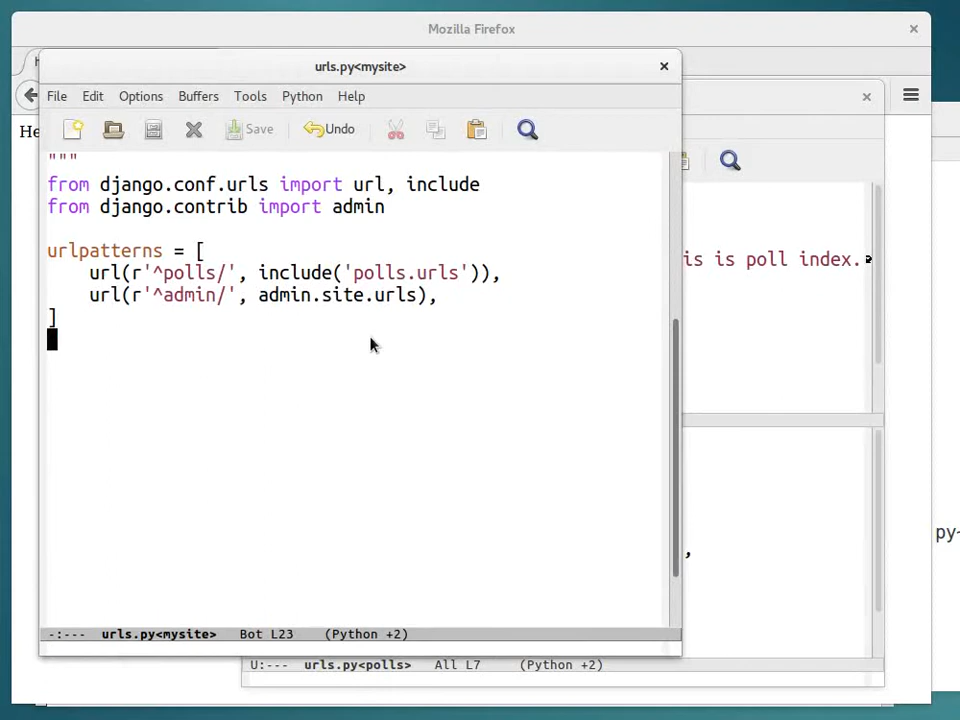 Mozilla Firefox
urls.py<mysite>
File Edit Options Buffers Tools Python Help
He
Save Undo
"""
from django.conf.urls import url, include
from django.contrib import admin
urlpatterns = [
is is poll index.
url(r'^polls/', include('polls.urls')),
url(r'^admin/', admin.site.urls),
]
py~
,
-:--- urls.py<mysite> Bot L23 (Python +2)
U:--- urls.py<polls> All L7 (Python +2)